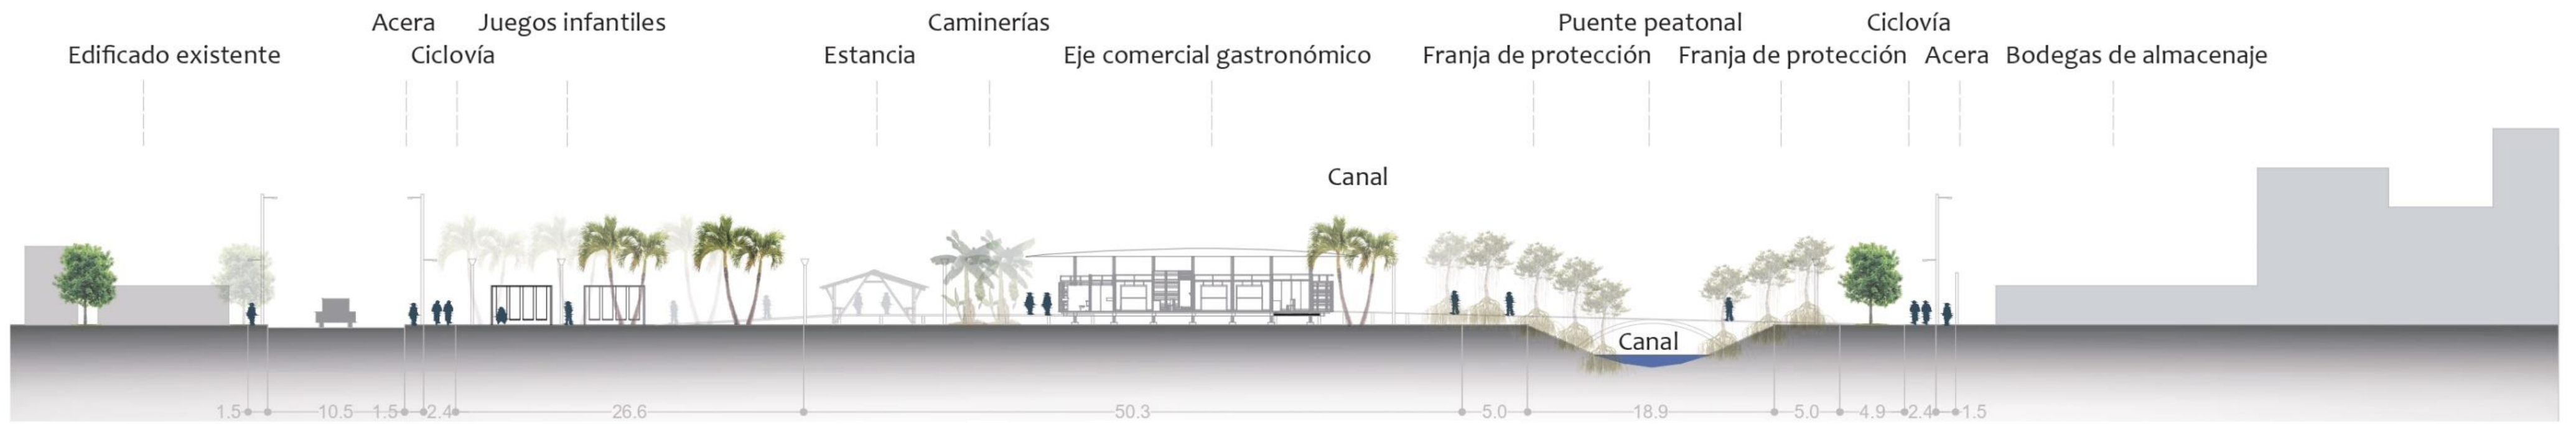 Acera Juegos infantiles Caminerías Puente peatonal Ciclovía
Edificado existente Ciclovía Estancia Eje comercial gastronómico Franja de protección Franja de protección Acera Bodegas de almacenaje
Canal
Canal
1.5 10.5 1.5 2.4 26.6 50.3 5.0 18.9 5.0 4.9 2.4 1.5